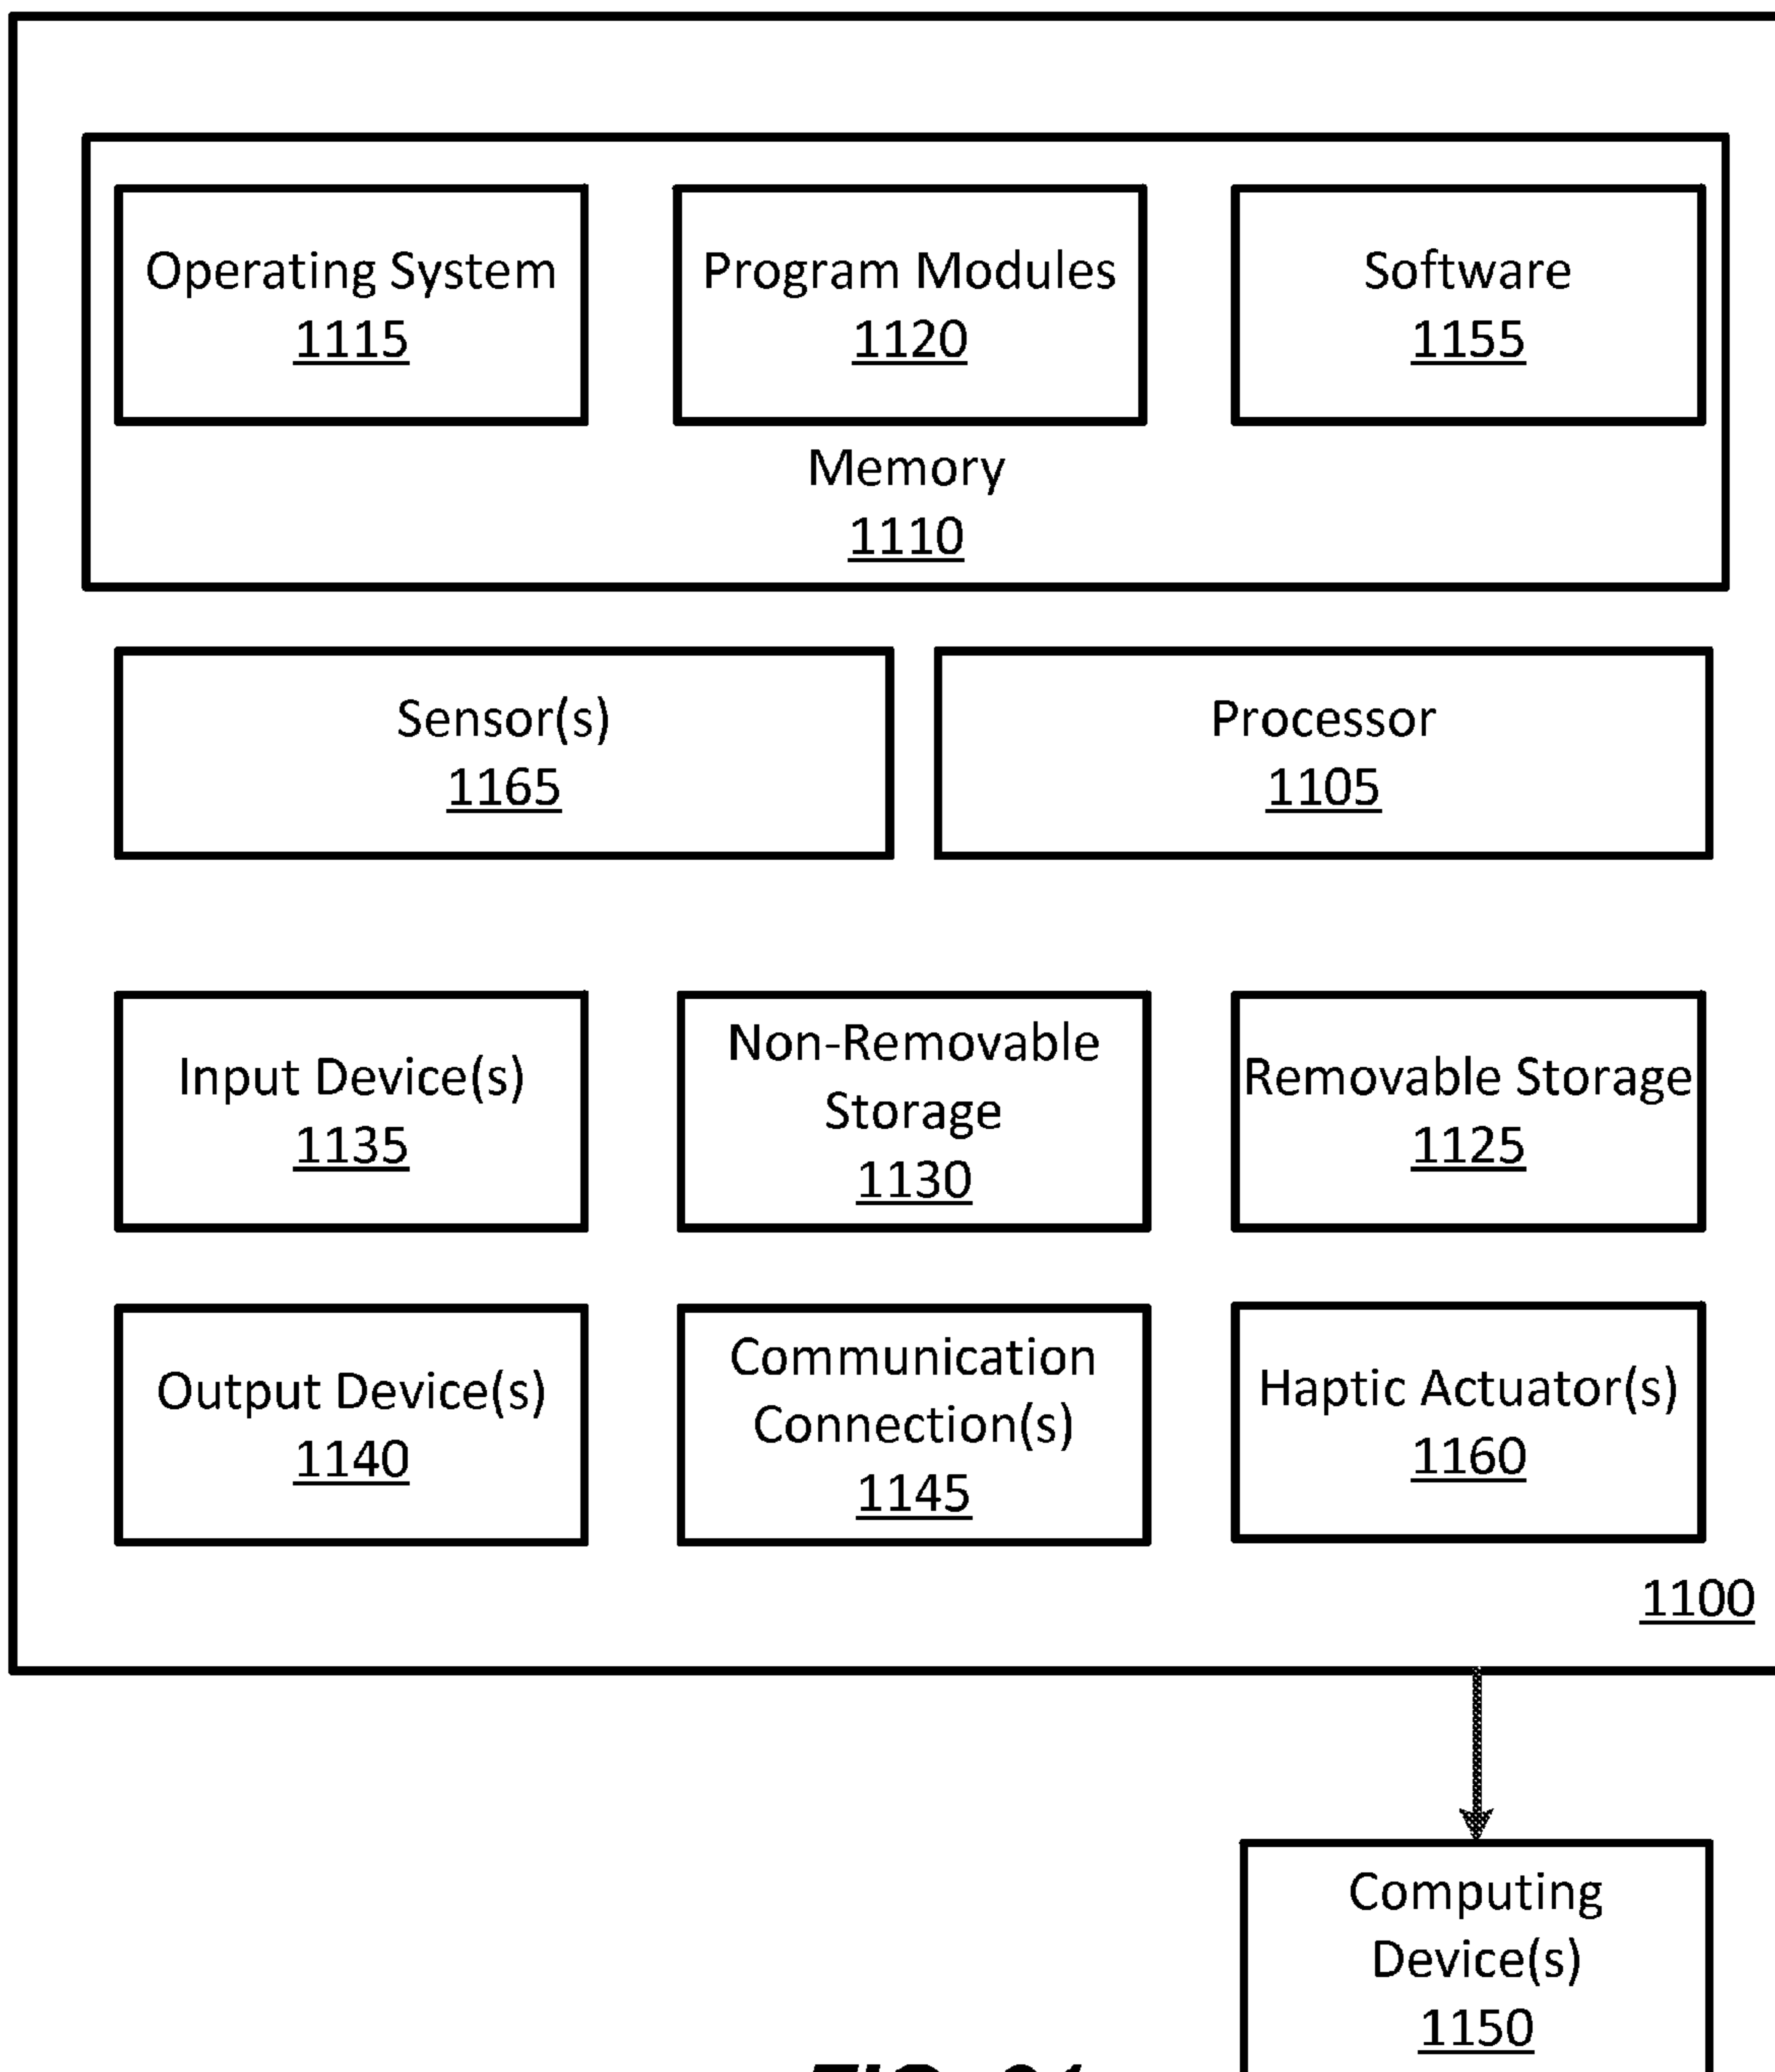 Operating System
1115
Program Modules
1120
Software
1155
Memory
1110
Sensor(s)
1165
Processor
1105
Input Device(s)
1135
Non-Removable
Storage
1130
Removable Storage
1125
Output Device(s)
1140
Communication
Connection(s)
1145
Haptic Actuator(s)
1160
1100
Computing
Device(s)
1150